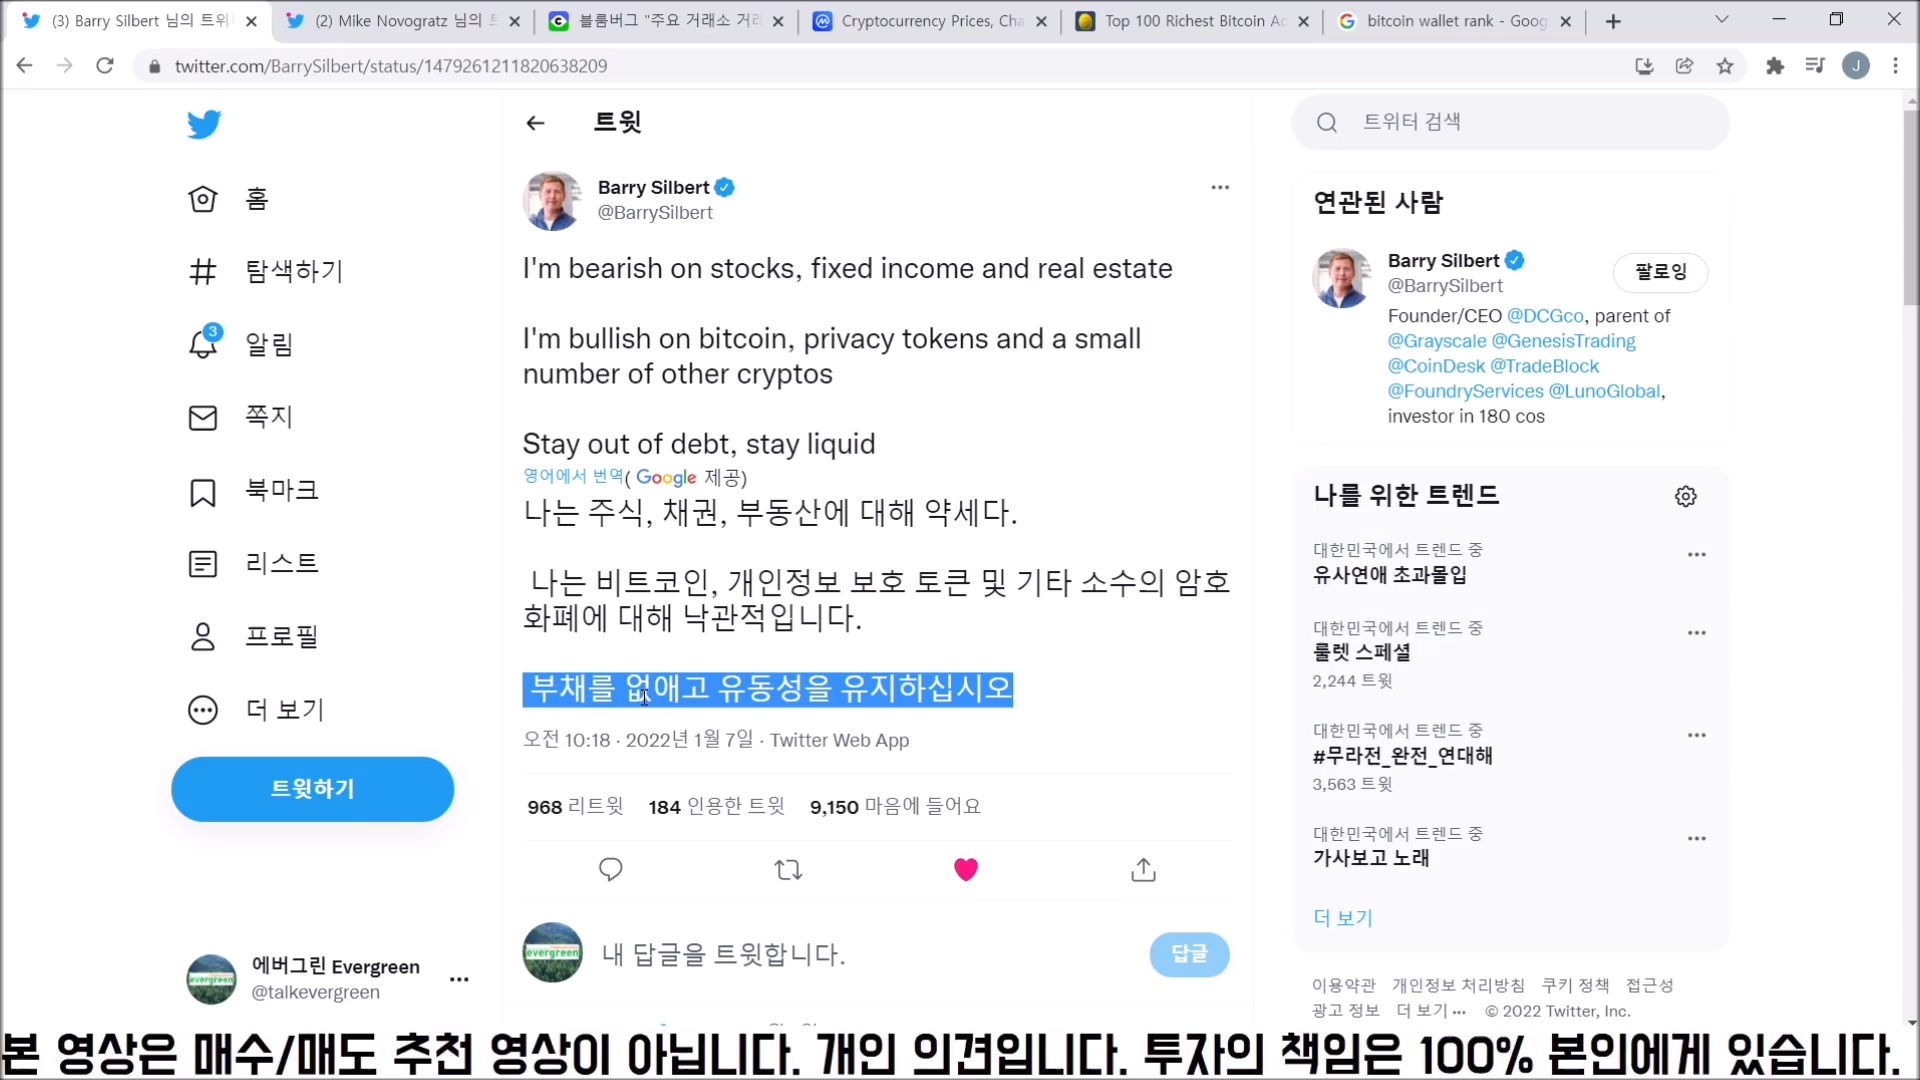 (3) Barry Silbert 님의 트위
(2) Mike Novogratz 님의 트
블룸버그 "주요 거래소 거래
Cryptocurrency Prices, Cha
Top 100 Richest Bitcoin Ad
bitcoin wallet rank - Goog
twitter.com/BarrySilbert/status/1479261211820638209
J
홈
탐색하기
3
알림
쪽지
북마크
리스트
프로필
더 보기
트윗하기
에버그린 Evergreen
@talkevergreen
트윗
Barry Silbert
@BarrySilbert
I'm bearish on stocks, fixed income and real estate
I'm bullish on bitcoin, privacy tokens and a small
number of other cryptos
Stay out of debt, stay liquid
영어에서 번역( Google 제공)
나는 주식, 채권, 부동산에 대해 약세다.
나는 비트코인, 개인정보 보호 토큰 및 기타 소수의 암호
화폐에 대해 낙관적입니다.
부채를 없애고 유동성을 유지하십시오
오전 10:18 · 2022년 1월 7일 · Twitter Web App
968 리트윗 184 인용한 트윗 9,150 마음에 들어요
evergreen
내 답글을 트윗합니다.
답글
트위터 검색
연관된 사람
Barry Silbert
@BarrySilbert
팔로잉
Founder/CEO @DCGco, parent of
@Grayscale @GenesisTrading
@CoinDesk @TradeBlock
@FoundryServices @LunoGlobal,
investor in 180 cos
나를 위한 트렌드
대한민국에서 트렌드 중
유사연애 초과몰입
대한민국에서 트렌드 중
룰렛 스페셜
2,244 트윗
대한민국에서 트렌드 중
#무라전_완전_연대해
3,563 트윗
대한민국에서 트렌드 중
가사보고 노래
더 보기
이용약관 개인정보 처리방침 쿠키 정책 접근성
광고 정보 더 보기 ··· © 2022 Twitter, Inc.
본 영상은 매수/매도 추천 영상이 아닙니다. 개인 의견입니다. 투자의 책임은 100% 본인에게 있습니다.